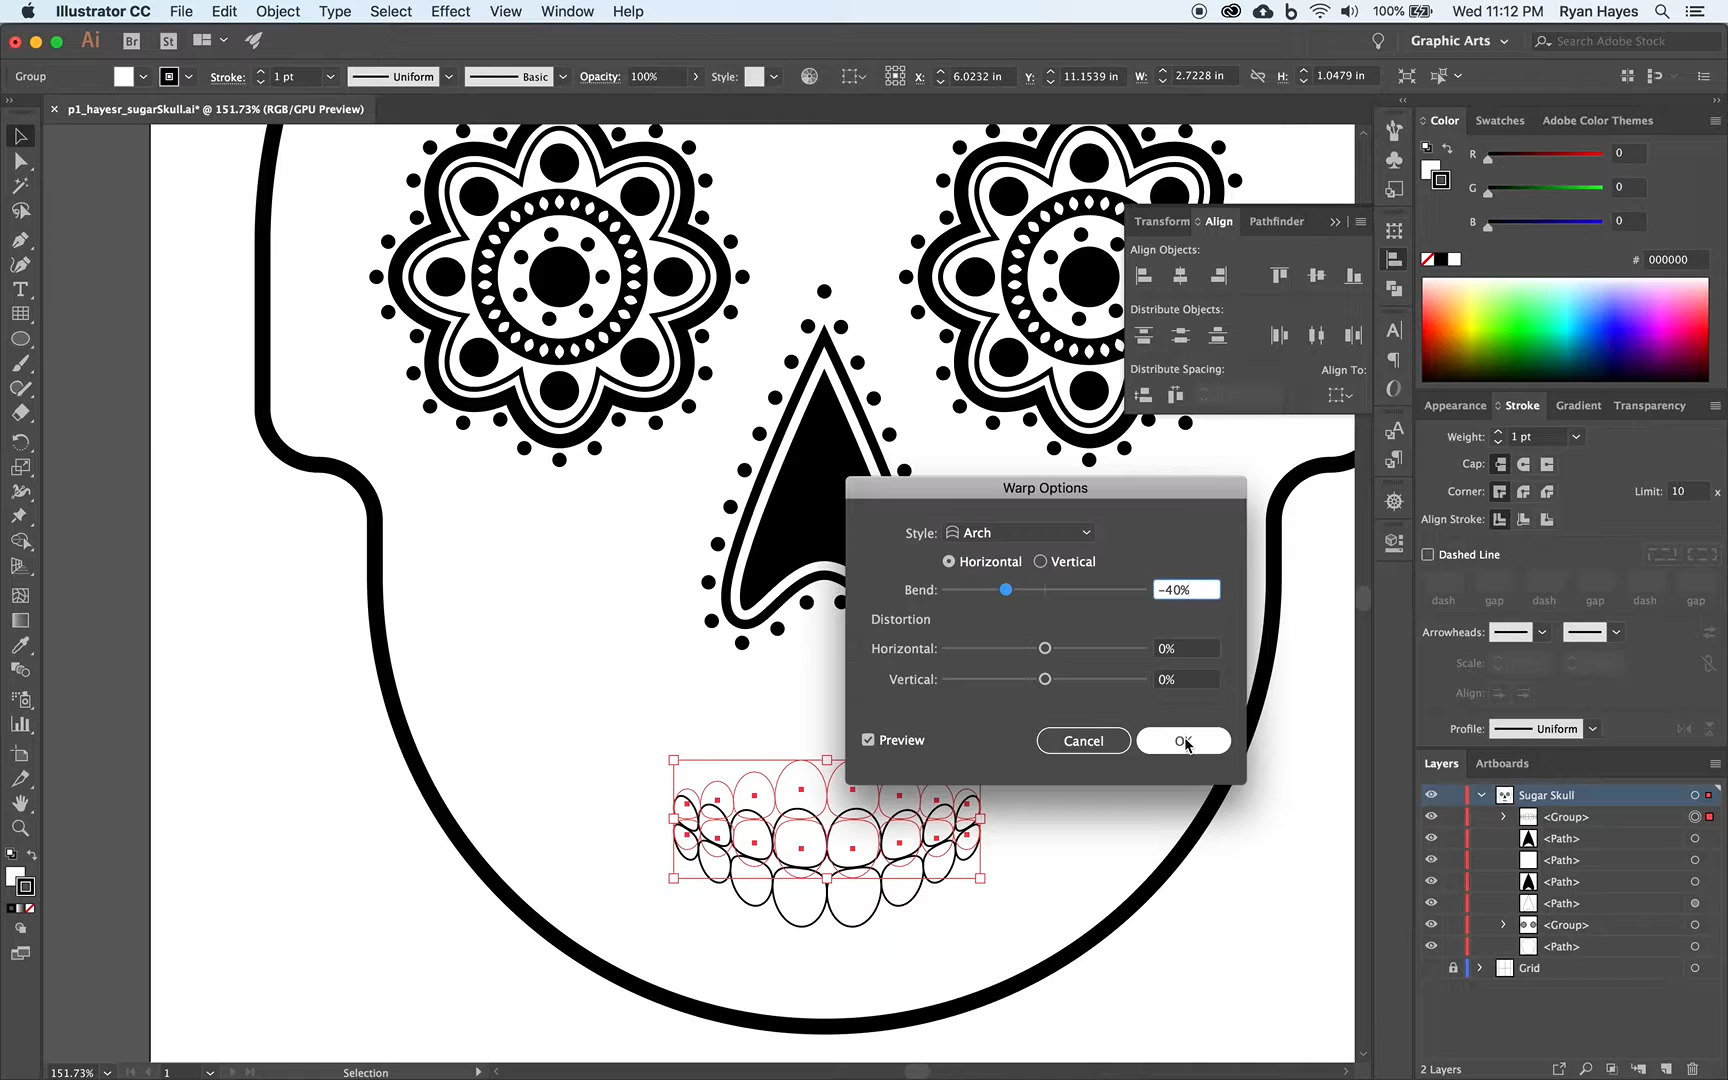 Illustrator CC File Edit Object Type Select Effect View Window Help 100% Wed 11:12 PM Ryan Hayes
Ai Br St Graphic Arts Search Adobe Stock
Group Stroke: 1 pt Uniform Basic Opacity: 100% Style: X: 6.0232 in Y: 11.1539 in W: 2.7228 in H: 1.0479 in
× p1_hayesr_sugarSkull.ai* @ 151.73% (RGB/GPU Preview)
Color Swatches Adobe Color Themes
R 0
G 0
B 0
# 000000
Transform Align Pathfinder
Align Objects:
Distribute Objects:
Distribute Spacing: Align To:
Appearance Stroke Gradient Transparency
Weight: 1 pt
Cap:
Corner: Limit: 10 x
Align Stroke:
Dashed Line
dash gap dash gap dash gap
Arrowheads:
Scale:
Align:
Profile: Uniform
Warp Options
Style: Arch
Horizontal Vertical
Bend: -40%
Distortion
Horizontal: 0%
Vertical: 0%
Preview Cancel OK
Layers Artboards
Sugar Skull
<Group>
<Path>
<Path>
<Path>
<Path>
<Group>
<Path>
Grid
2 Layers
151.73% 1 Selection